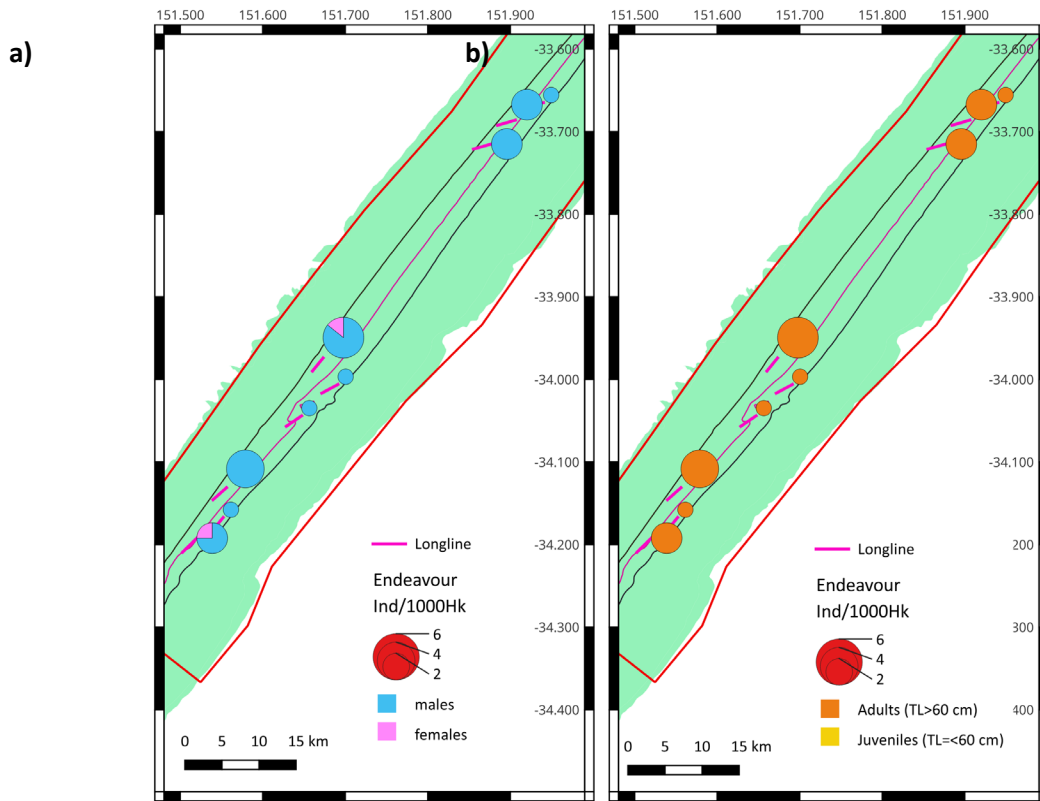 a)
b)
151.500 151.600 151.700 151.800 151.900
151.500 151.600 151.700 151.800 151.900
-33.600
-33.700
-33.800
-33.900
-34.000
-34.100
-34.200
-34.300
-34.400
-33.600
-33.700
-33.800
-33.900
-34.000
-34.100
200
300
400
Longline
Endeavour
Ind/1000Hk
6
4
2
males
females
0 5 10 15 km
Longline
Endeavour
Ind/1000Hk
6
4
2
Adults (TL>60 cm)
Juveniles (TL=<60 cm)
0 5 10 15 km